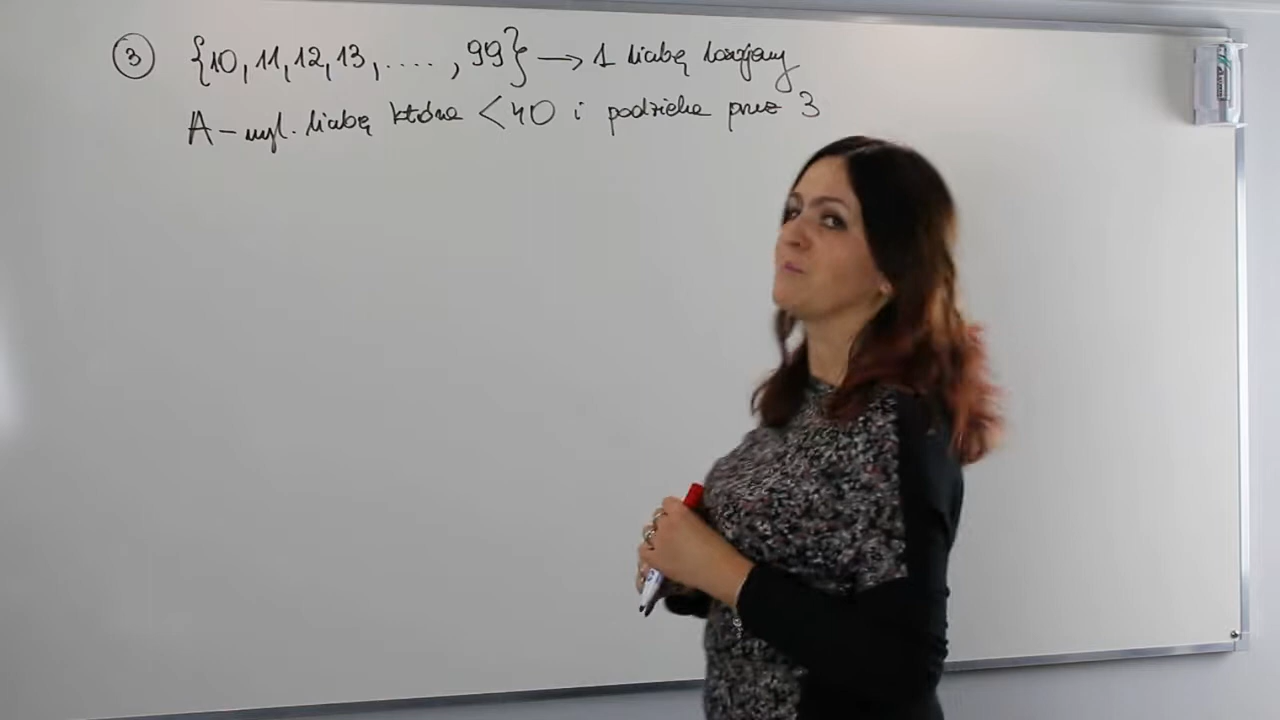 3 {10, 11, 12, 13, ...., 99} → 1 liczbę losujemy
A - wyl. liczbę która < 40 i podzielna przez 3